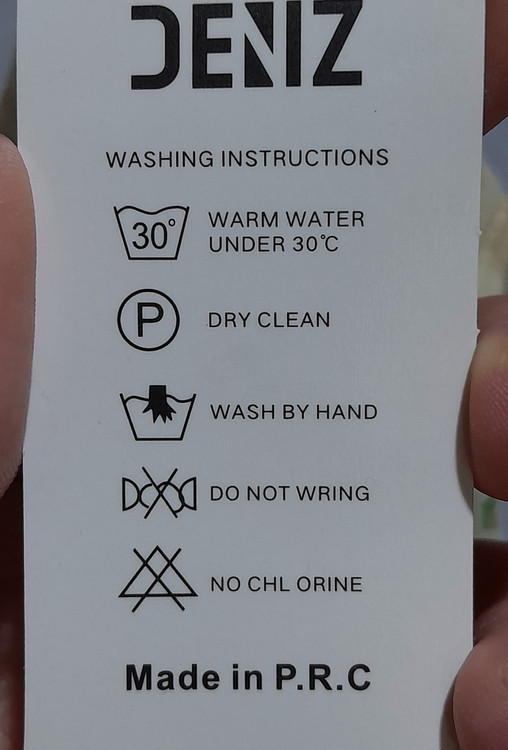 DENIZ
WASHING INSTRUCTIONS
30°
WARM WATER
UNDER 30℃
P
DRY CLEAN
WASH BY HAND
DO NOT WRING
NO CHL ORINE
Made in P.R.C